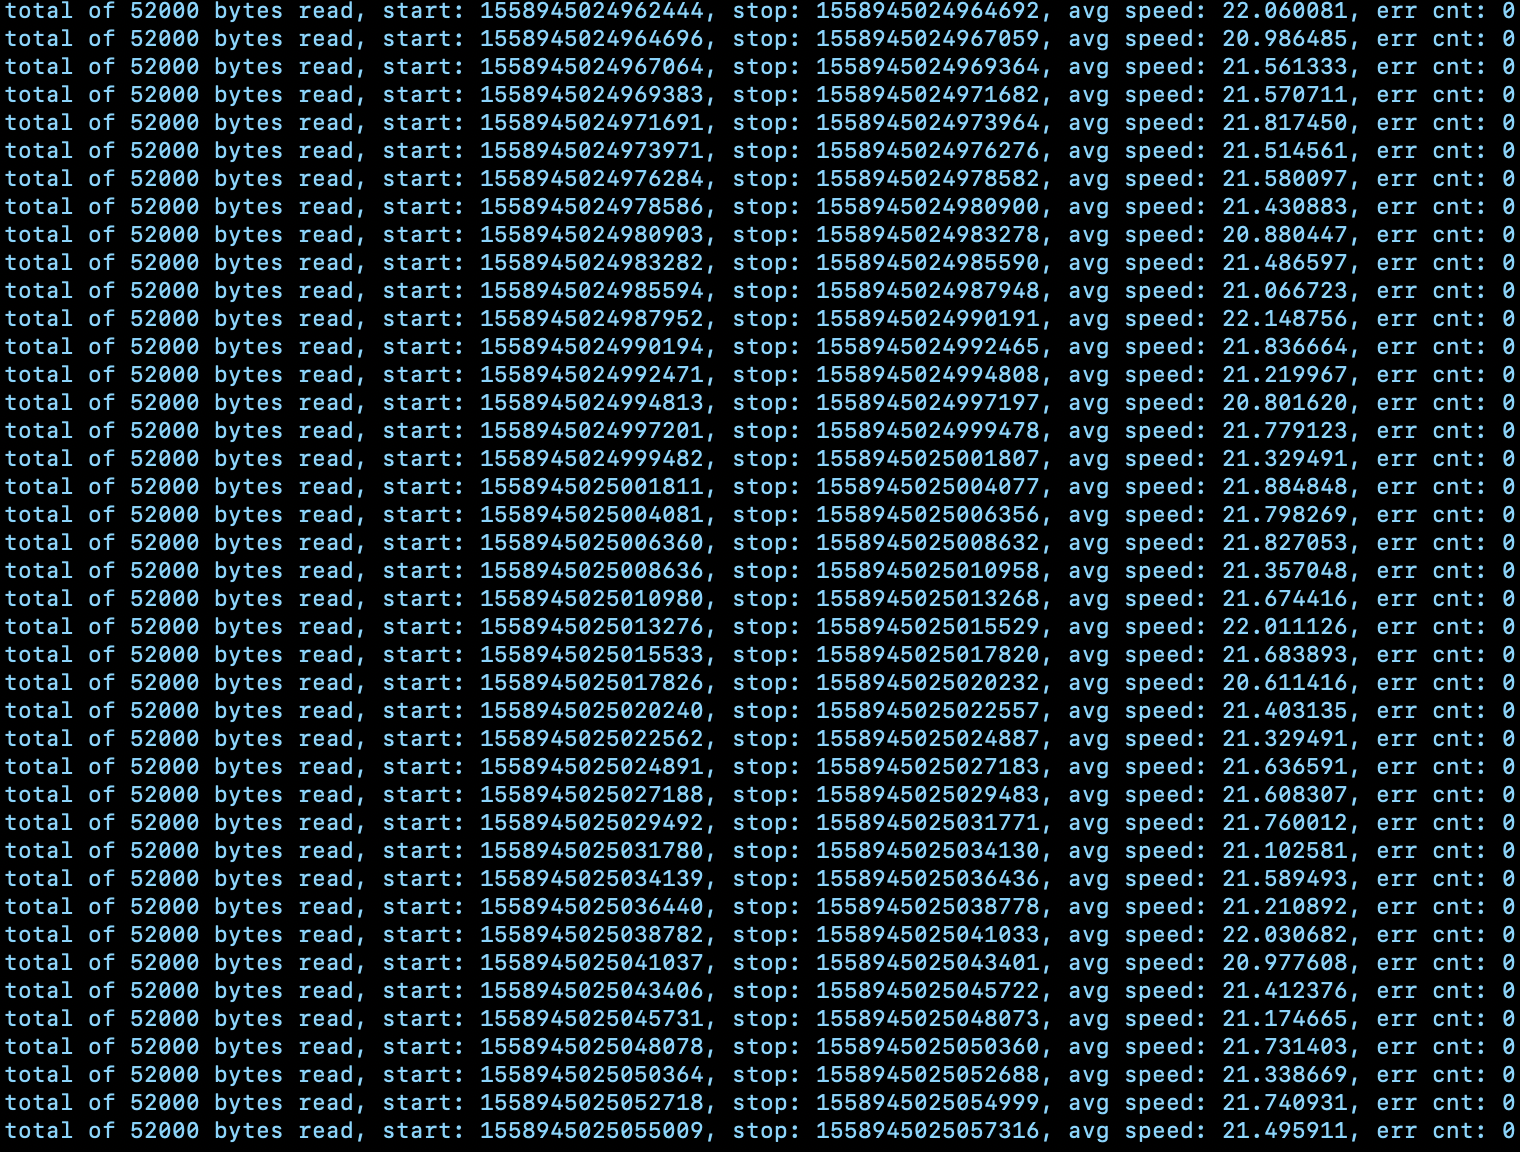 total of 52000 bytes read, start: 1558945024962444, stop: 1558945024964692, avg speed: 22.060081, err cnt: 0
total of 52000 bytes read, start: 1558945024964696, stop: 1558945024967059, avg speed: 20.986485, err cnt: 0
total of 52000 bytes read, start: 1558945024967064, stop: 1558945024969364, avg speed: 21.561333, err cnt: 0
total of 52000 bytes read, start: 1558945024969383, stop: 1558945024971682, avg speed: 21.570711, err cnt: 0
total of 52000 bytes read, start: 1558945024971691, stop: 1558945024973964, avg speed: 21.817450, err cnt: 0
total of 52000 bytes read, start: 1558945024973971, stop: 1558945024976276, avg speed: 21.514561, err cnt: 0
total of 52000 bytes read, start: 1558945024976284, stop: 1558945024978582, avg speed: 21.580097, err cnt: 0
total of 52000 bytes read, start: 1558945024978586, stop: 1558945024980900, avg speed: 21.430883, err cnt: 0
total of 52000 bytes read, start: 1558945024980903, stop: 1558945024983278, avg speed: 20.880447, err cnt: 0
total of 52000 bytes read, start: 1558945024983282, stop: 1558945024985590, avg speed: 21.486597, err cnt: 0
total of 52000 bytes read, start: 1558945024985594, stop: 1558945024987948, avg speed: 21.066723, err cnt: 0
total of 52000 bytes read, start: 1558945024987952, stop: 1558945024990191, avg speed: 22.148756, err cnt: 0
total of 52000 bytes read, start: 1558945024990194, stop: 1558945024992465, avg speed: 21.836664, err cnt: 0
total of 52000 bytes read, start: 1558945024992471, stop: 1558945024994808, avg speed: 21.219967, err cnt: 0
total of 52000 bytes read, start: 1558945024994813, stop: 1558945024997197, avg speed: 20.801620, err cnt: 0
total of 52000 bytes read, start: 1558945024997201, stop: 1558945024999478, avg speed: 21.779123, err cnt: 0
total of 52000 bytes read, start: 1558945024999482, stop: 1558945025001807, avg speed: 21.329491, err cnt: 0
total of 52000 bytes read, start: 1558945025001811, stop: 1558945025004077, avg speed: 21.884848, err cnt: 0
total of 52000 bytes read, start: 1558945025004081, stop: 1558945025006356, avg speed: 21.798269, err cnt: 0
total of 52000 bytes read, start: 1558945025006360, stop: 1558945025008632, avg speed: 21.827053, err cnt: 0
total of 52000 bytes read, start: 1558945025008636, stop: 1558945025010958, avg speed: 21.357048, err cnt: 0
total of 52000 bytes read, start: 1558945025010980, stop: 1558945025013268, avg speed: 21.674416, err cnt: 0
total of 52000 bytes read, start: 1558945025013276, stop: 1558945025015529, avg speed: 22.011126, err cnt: 0
total of 52000 bytes read, start: 1558945025015533, stop: 1558945025017820, avg speed: 21.683893, err cnt: 0
total of 52000 bytes read, start: 1558945025017826, stop: 1558945025020232, avg speed: 20.611416, err cnt: 0
total of 52000 bytes read, start: 1558945025020240, stop: 1558945025022557, avg speed: 21.403135, err cnt: 0
total of 52000 bytes read, start: 1558945025022562, stop: 1558945025024887, avg speed: 21.329491, err cnt: 0
total of 52000 bytes read, start: 1558945025024891, stop: 1558945025027183, avg speed: 21.636591, err cnt: 0
total of 52000 bytes read, start: 1558945025027188, stop: 1558945025029483, avg speed: 21.608307, err cnt: 0
total of 52000 bytes read, start: 1558945025029492, stop: 1558945025031771, avg speed: 21.760012, err cnt: 0
total of 52000 bytes read, start: 1558945025031780, stop: 1558945025034130, avg speed: 21.102581, err cnt: 0
total of 52000 bytes read, start: 1558945025034139, stop: 1558945025036436, avg speed: 21.589493, err cnt: 0
total of 52000 bytes read, start: 1558945025036440, stop: 1558945025038778, avg speed: 21.210892, err cnt: 0
total of 52000 bytes read, start: 1558945025038782, stop: 1558945025041033, avg speed: 22.030682, err cnt: 0
total of 52000 bytes read, start: 1558945025041037, stop: 1558945025043401, avg speed: 20.977608, err cnt: 0
total of 52000 bytes read, start: 1558945025043406, stop: 1558945025045722, avg speed: 21.412376, err cnt: 0
total of 52000 bytes read, start: 1558945025045731, stop: 1558945025048073, avg speed: 21.174665, err cnt: 0
total of 52000 bytes read, start: 1558945025048078, stop: 1558945025050360, avg speed: 21.731403, err cnt: 0
total of 52000 bytes read, start: 1558945025050364, stop: 1558945025052688, avg speed: 21.338669, err cnt: 0
total of 52000 bytes read, start: 1558945025052718, stop: 1558945025054999, avg speed: 21.740931, err cnt: 0
total of 52000 bytes read, start: 1558945025055009, stop: 1558945025057316, avg speed: 21.495911, err cnt: 0